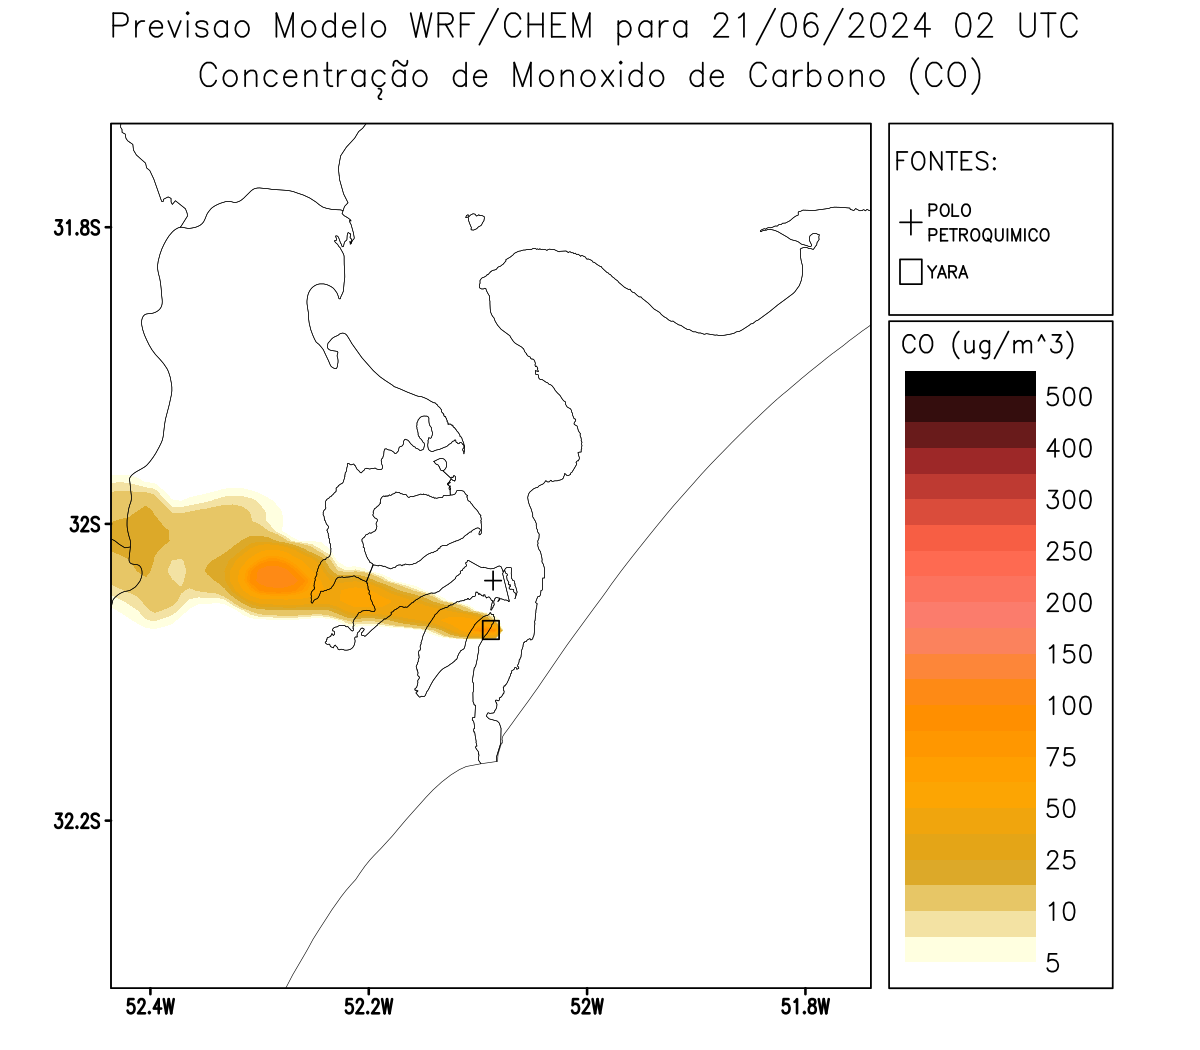 Previsao Modelo WRF/CHEM para 21/06/2024 02 UTC
Concentração de Monoxido de Carbono (CO)
FONTES:
POLO
PETROQUIMICO
YARA
CO (ug/m^3)
500
400
300
250
200
150
100
75
50
25
10
5
31.8S
32S
32.2S
52.4W
52.2W
52W
51.8W